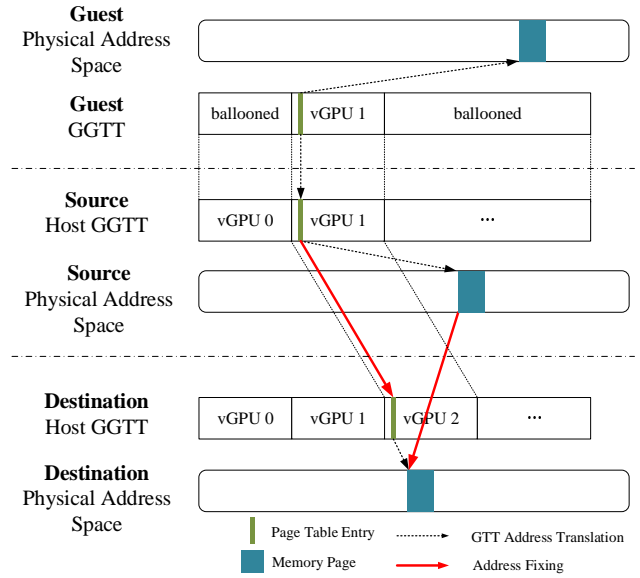 Guest
Physical Address
Space
Guest
GGTT
ballooned vGPU 1 ballooned
Source
Host GGTT
vGPU 0 vGPU 1 ...
Source
Physical Address
Space
Destination
Host GGTT
vGPU 0 vGPU 1 vGPU 2 ...
Destination
Physical Address
Space
Page Table Entry GTT Address Translation
Memory Page Address Fixing